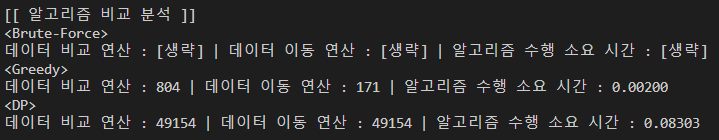 [[ 알고리즘 비교 분석 ]]
<Brute-Force>
데이터 비교 연산 : [생략] | 데이터 이동 연산 : [생략] | 알고리즘 수행 소요 시간 : [생략]
<Greedy>
데이터 비교 연산 : 804 | 데이터 이동 연산 : 171 | 알고리즘 수행 소요 시간 : 0.00200
<DP>
데이터 비교 연산 : 49154 | 데이터 이동 연산 : 49154 | 알고리즘 수행 소요 시간 : 0.08303